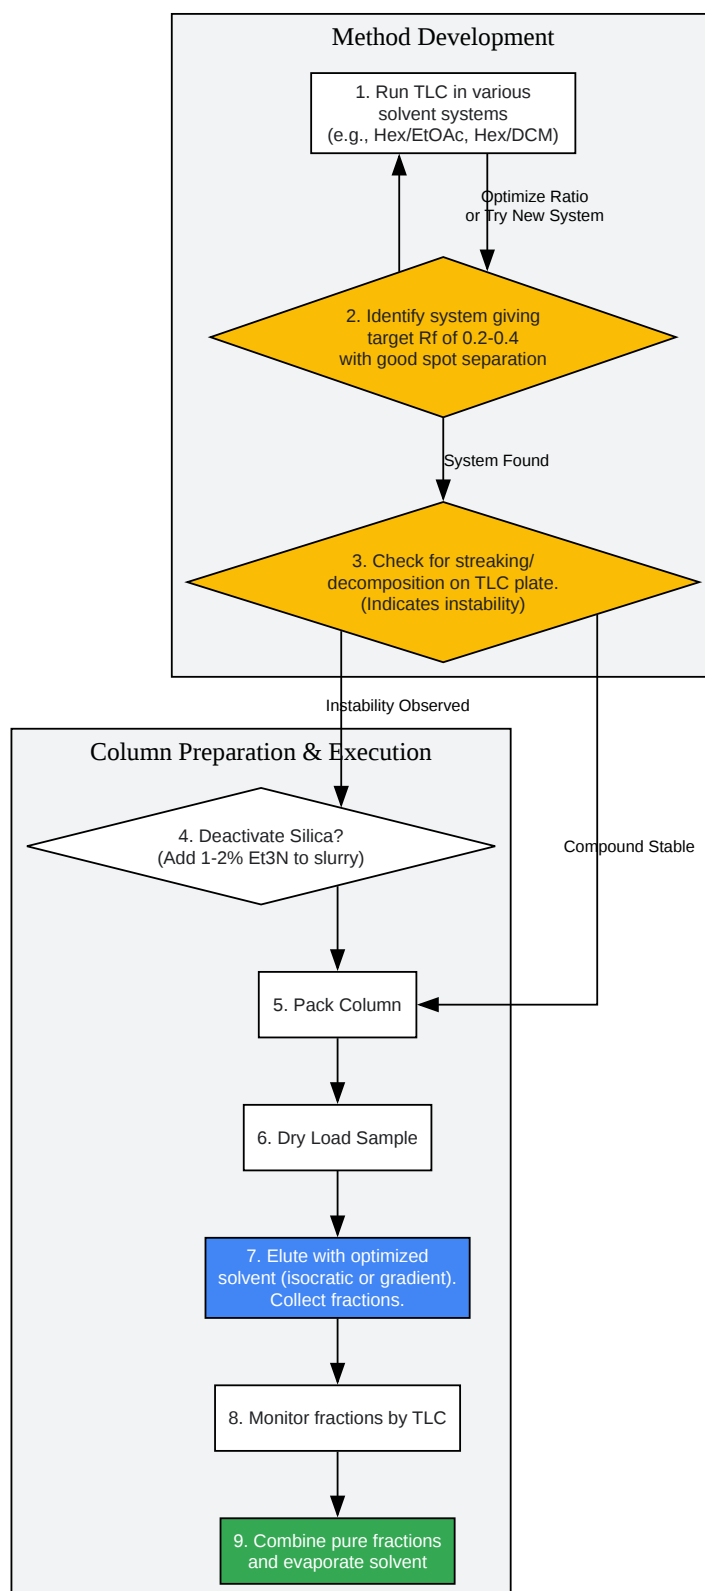 Method Development
1. Run TLC in various
solvent systems
(e.g., Hex/EtOAc, Hex/DCM)
Optimize Ratio
or Try New System
2. Identify system giving
target Rf of 0.2-0.4
with good spot separation
System Found
3. Check for streaking/
decomposition on TLC plate.
(Indicates instability)
Instability Observed
Column Preparation & Execution
4. Deactivate Silica?
(Add 1-2% Et3N to slurry)
Compound Stable
5. Pack Column
6. Dry Load Sample
7. Elute with optimized
solvent (isocratic or gradient).
Collect fractions.
8. Monitor fractions by TLC
9. Combine pure fractions
and evaporate solvent